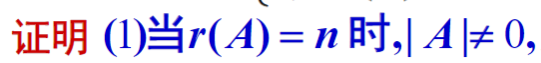 证明 (1)当r(A) = n 时,| A |≠ 0,